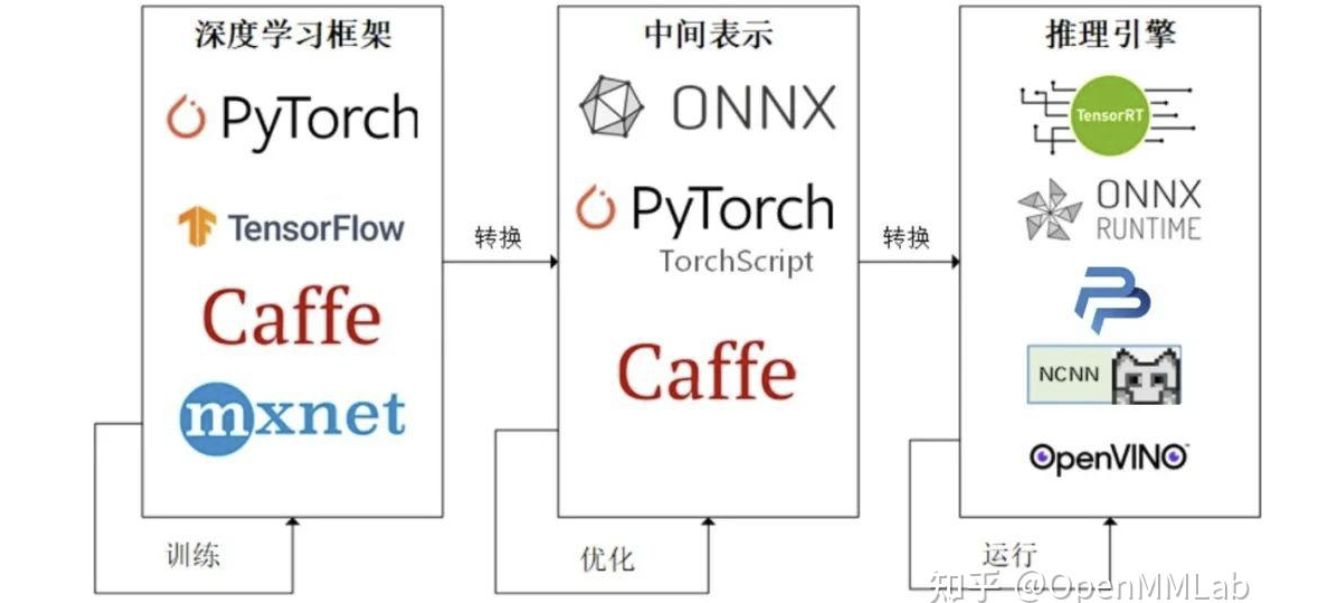 深度学习框架
PyTorch
TensorFlow
Caffe
mxnet
训练
转换
中间表示
ONNX
PyTorch
TorchScript
Caffe
优化
转换
推理引擎
TensorRT
ONNX
RUNTIME
NCNN
OpenVINO
运行
知乎 @OpenMMLab